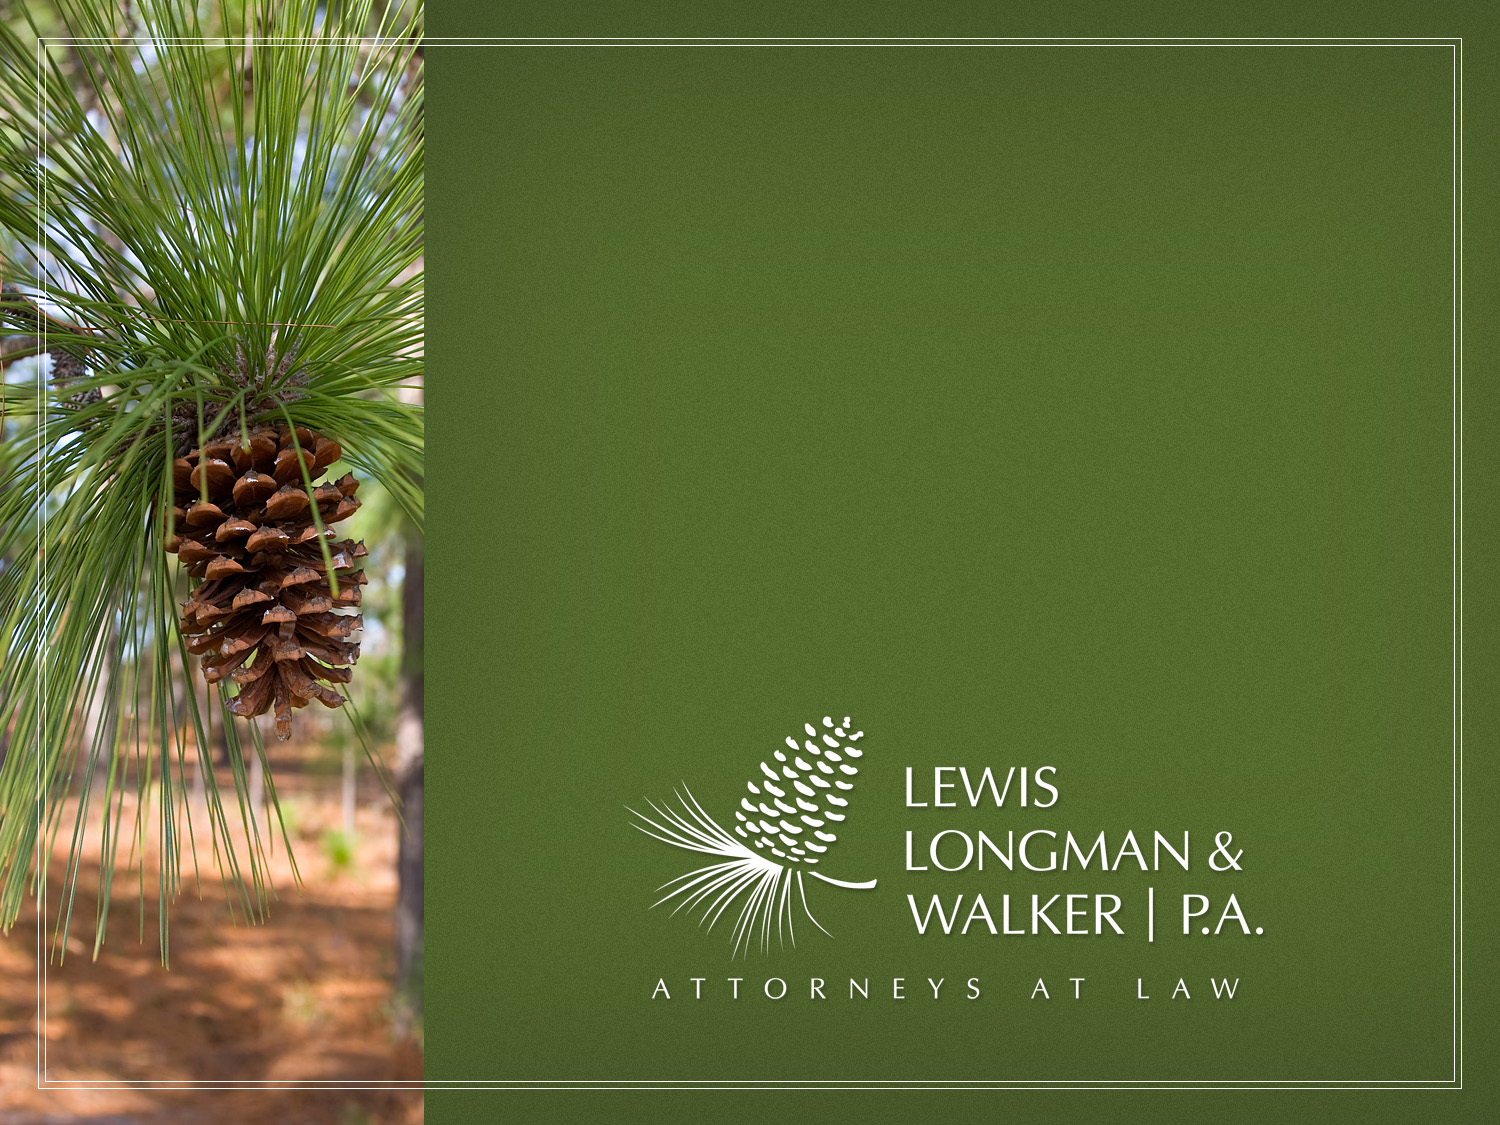 LEWIS
LONGMAN &
WALKER | P.A.
ATTORNEYS AT LAW